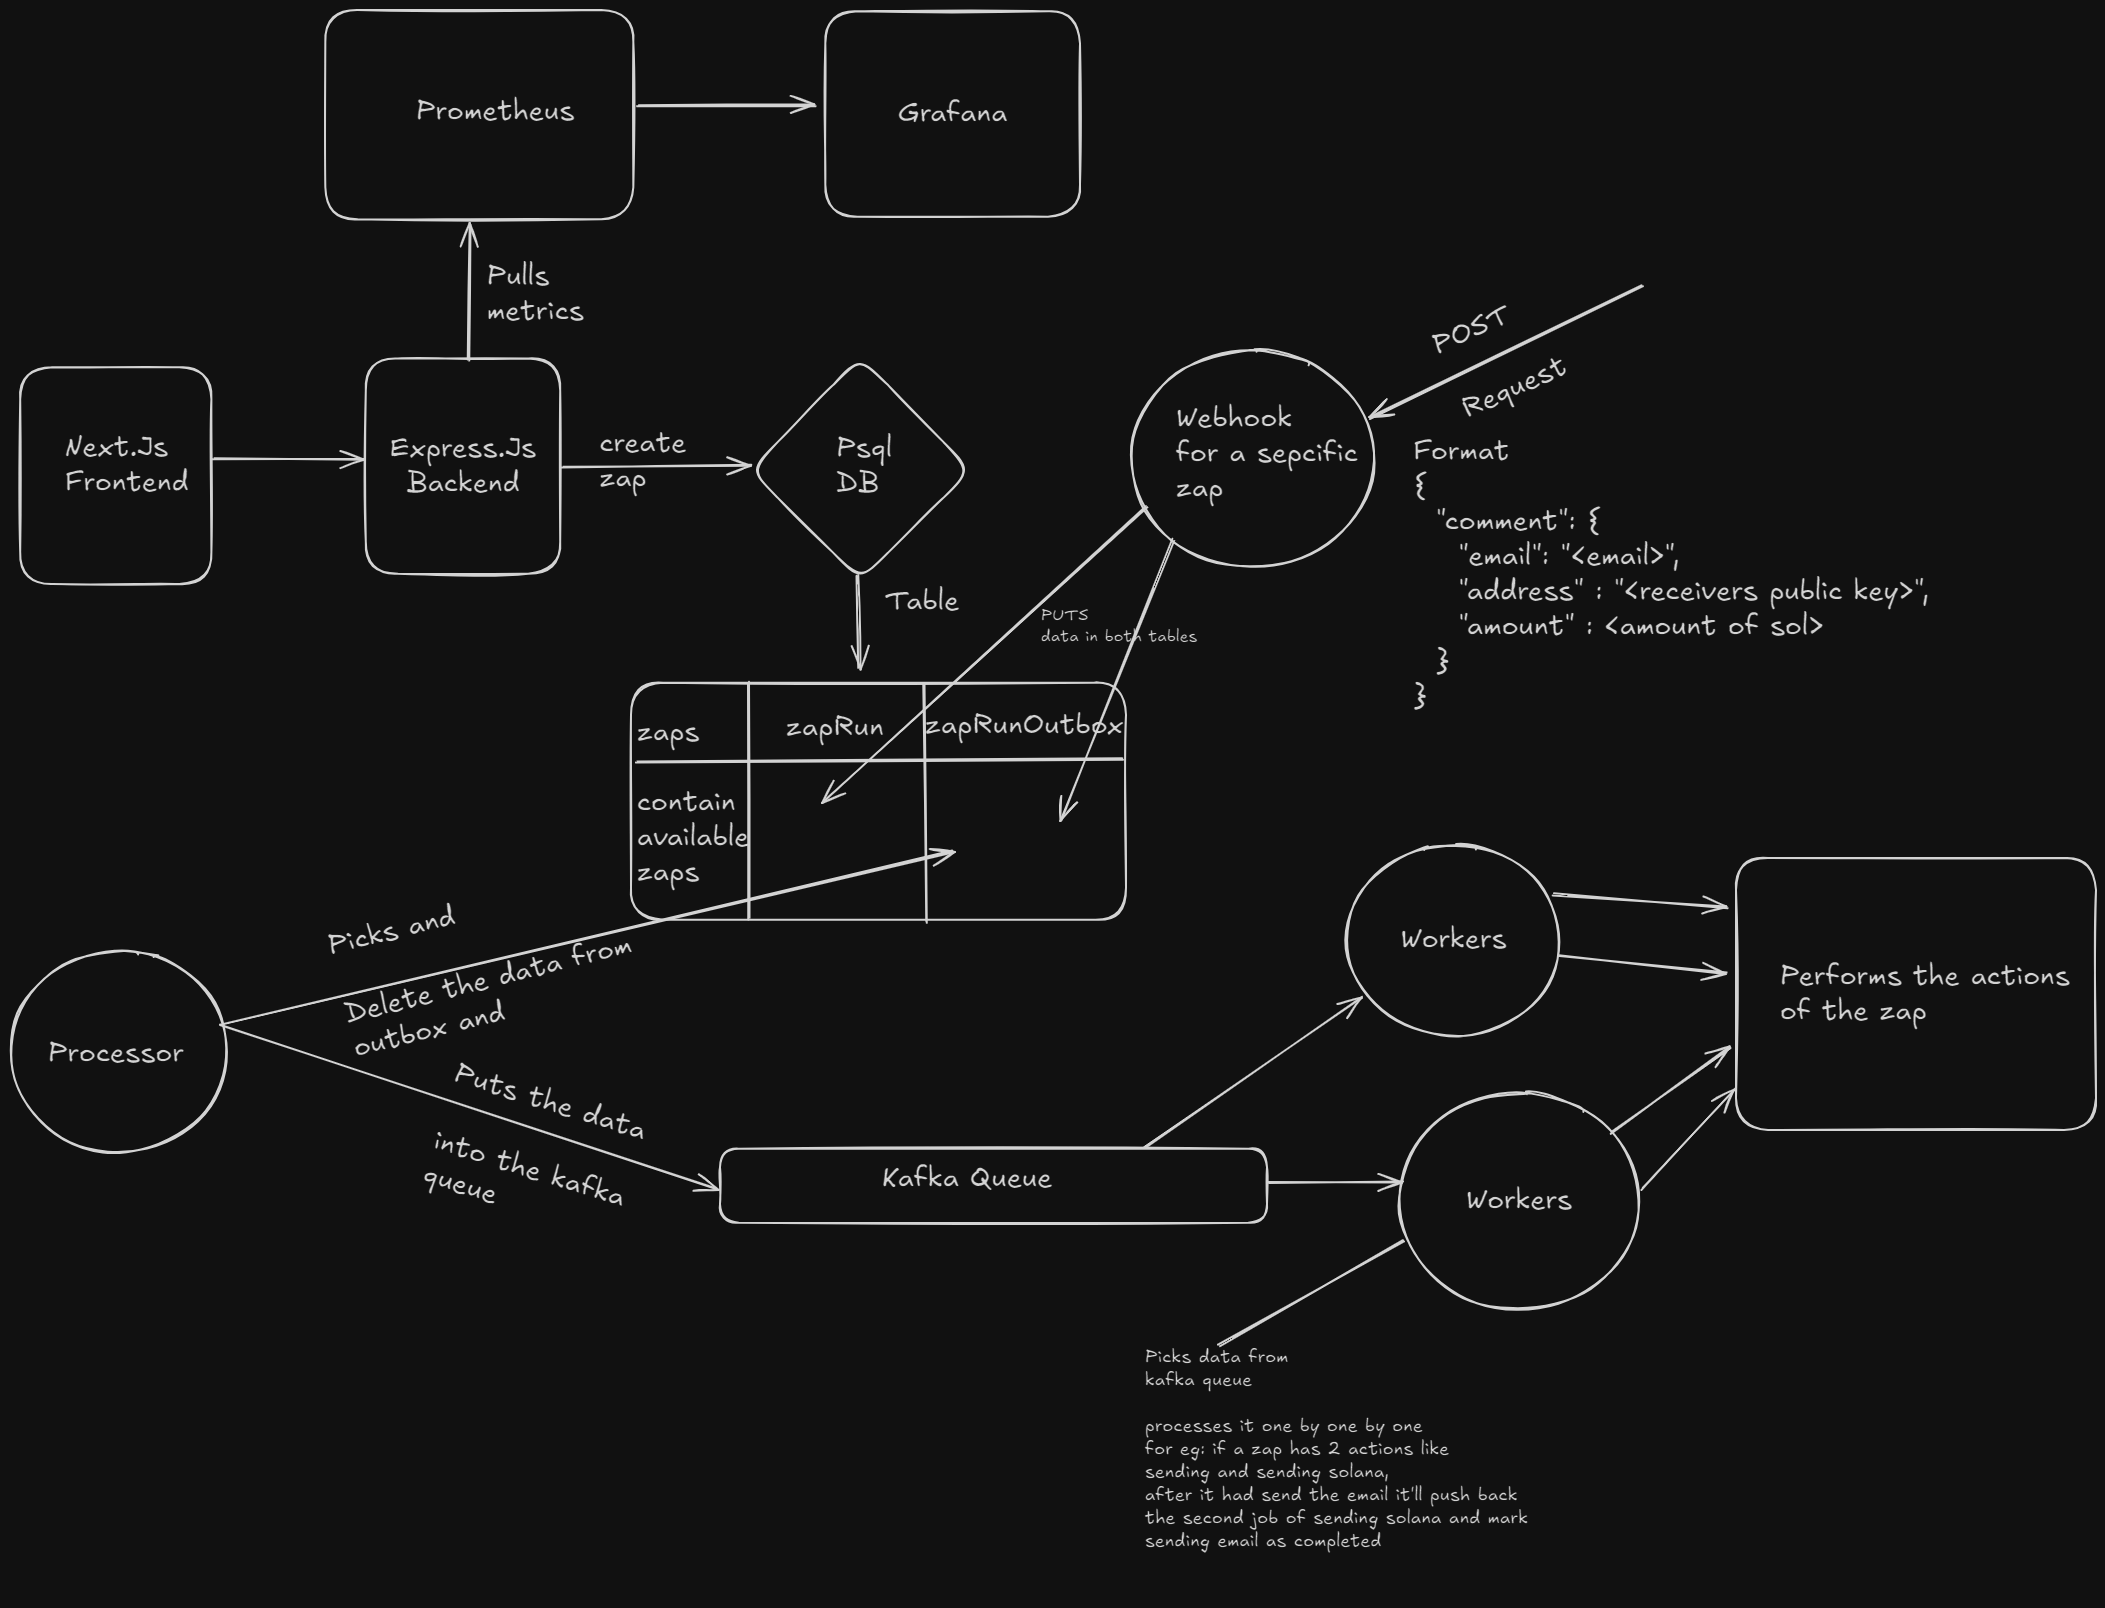 Prometheus
Grafana
Pulls
metrics
Next.Js
Frontend
Express.Js
Backend
create
zap
Psql
DB
Table
Webhook
for a sepcific
zap
POST
Request
Format
{
"comment": {
"email": "<email>",
"address" : "<receivers public key>",
"amount" : <amount of sol>
}
}
PUTS
data in both tables
zaps
zapRun
zapRunOutbox
contain
available
zaps
Picks and
Delete the data from
outbox and
Processor
Puts the data
into the kafka
queue
Kafka Queue
Workers
Workers
Performs the actions
of the zap
Picks data from
kafka queue
processes it one by one by one
for eg: if a zap has 2 actions like
sending and sending solana,
after it had send the email it'll push back
the second job of sending solana and mark
sending email as completed